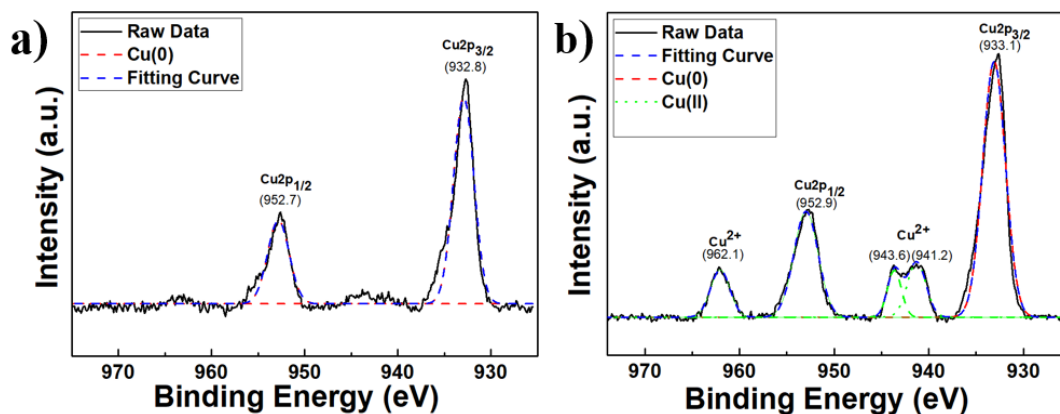 a)
Raw Data
Cu(0)
Fitting Curve
Cu2p3/2
(932.8)
Cu2p1/2
(952.7)
Intensity (a.u.)
970 960 950 940 930
Binding Energy (eV)
b)
Raw Data
Fitting Curve
Cu(0)
Cu(II)
Cu2p3/2
(933.1)
Cu2p1/2
(952.9)
Cu2+
(962.1)
Cu2+
(943.6) (941.2)
Intensity (a.u.)
970 960 950 940 930
Binding Energy (eV)